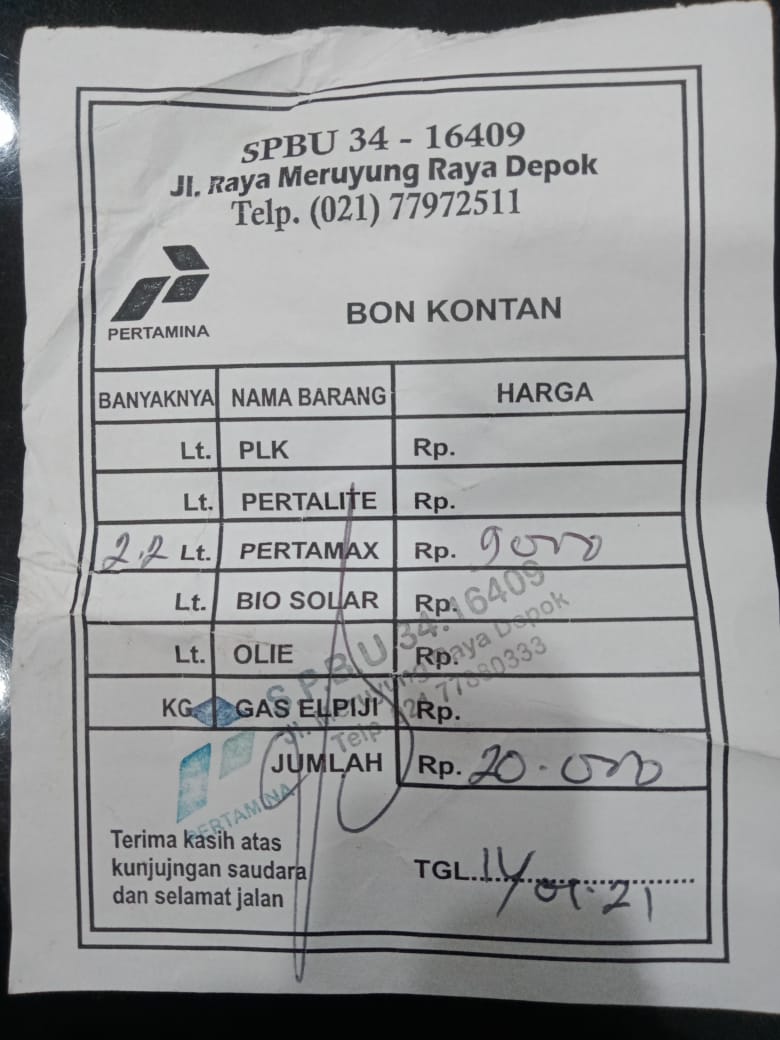 SPBU 34 - 16409
Jl. Raya Meruyung Raya Depok
Telp. (021) 77972511
PERTAMINA
BON KONTAN
BANYAKNYA NAMA BARANG HARGA
Lt. PLK Rp.
Lt. PERTALITE Rp.
2.2 Lt. PERTAMAX Rp. 9000
Lt. BIO SOLAR Rp.
Lt. OLIE Rp.
KG GAS ELPIJI Rp.
JUMLAH Rp. 20.000
S.P.B.U 34.16409
Jl. Meruyung Raya Depok
Telp. 77880333
PERTAMINA
Terima kasih atas
kunjujngan saudara
dan selamat jalan
TGL. 14/01.21